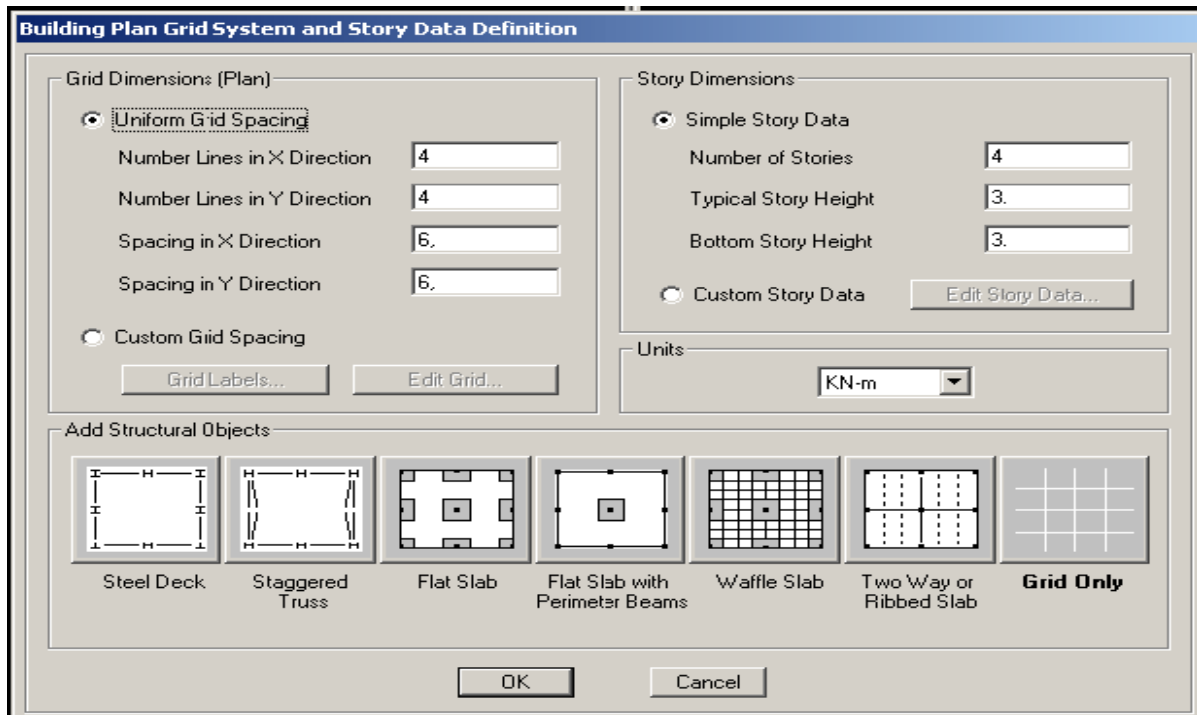 Building Plan Grid System and Story Data Definition
Grid Dimensions (Plan)
Uniform Grid Spacing
Number Lines in X Direction
4
Number Lines in Y Direction
4
Spacing in X Direction
6,
Spacing in Y Direction
6,
Custom Grid Spacing
Grid Labels...
Edit Grid...
Story Dimensions
Simple Story Data
Number of Stories
4
Typical Story Height
3.
Bottom Story Height
3.
Custom Story Data
Edit Story Data...
Units
KN-m
Add Structural Objects
Steel Deck
Staggered
Truss
Flat Slab
Flat Slab with
Perimeter Beams
Waffle Slab
Two Way or
Ribbed Slab
Grid Only
OK
Cancel